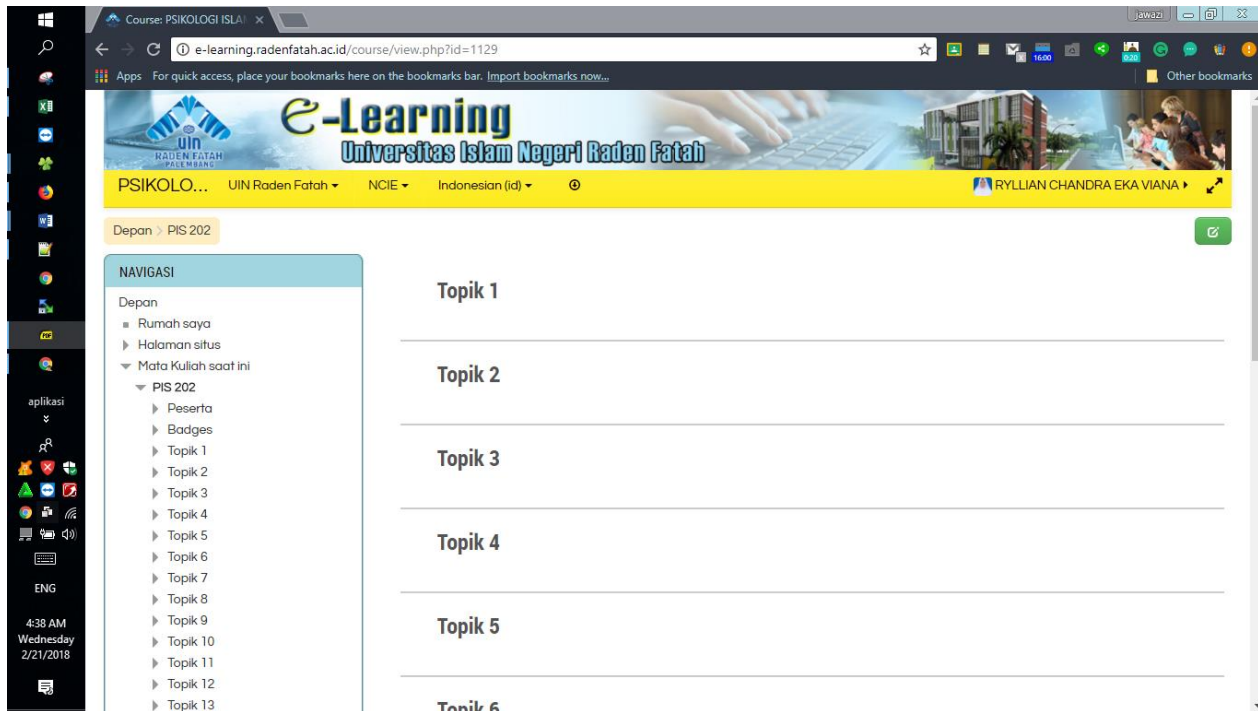 Course: PSIKOLOGI ISLA
jawazi
e-learning.radenfatah.ac.id/course/view.php?id=1129
16:00
0:20
Apps For quick access, place your bookmarks here on the bookmarks bar. Import bookmarks now...
Other bookmarks
UIN
RADEN FATAH
PALEMBANG
e-Learning
Universitas Islam Negeri Raden Fatah
PSIKOLO...
UIN Raden Fatah
NCIE
Indonesian (id)
RYLLIAN CHANDRA EKA VIANA
Depan
PIS 202
NAVIGASI
Depan
Rumah saya
Halaman situs
Mata Kuliah saat ini
PIS 202
Peserta
Badges
Topik 1
Topik 2
Topik 3
Topik 4
Topik 5
Topik 6
Topik 7
Topik 8
Topik 9
Topik 10
Topik 11
Topik 12
Topik 13
Topik 1
Topik 2
Topik 3
Topik 4
Topik 5
Topik 6
aplikasi
ENG
4:38 AM
Wednesday
2/21/2018